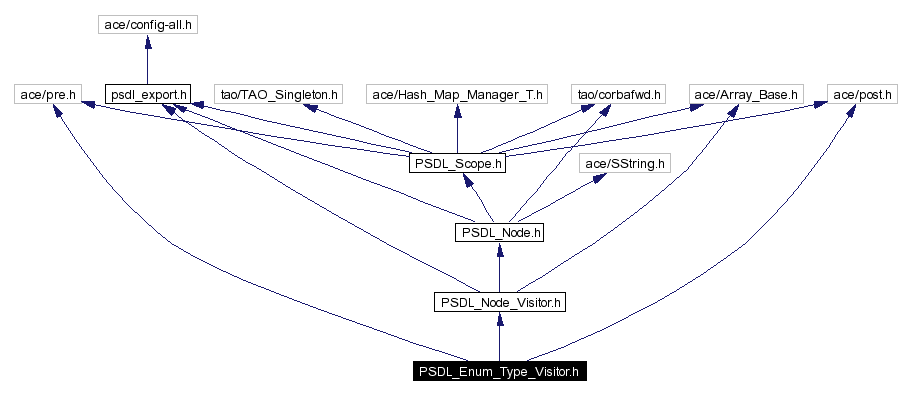 ace/config-all.h
ace/pre.h
psdl_export.h
tao/TAO_Singleton.h
ace/Hash_Map_Manager_T.h
tao/corbafwd.h
ace/Array_Base.h
ace/post.h
PSDL_Scope.h
ace/SString.h
PSDL_Node.h
PSDL_Node_Visitor.h
PSDL_Enum_Type_Visitor.h